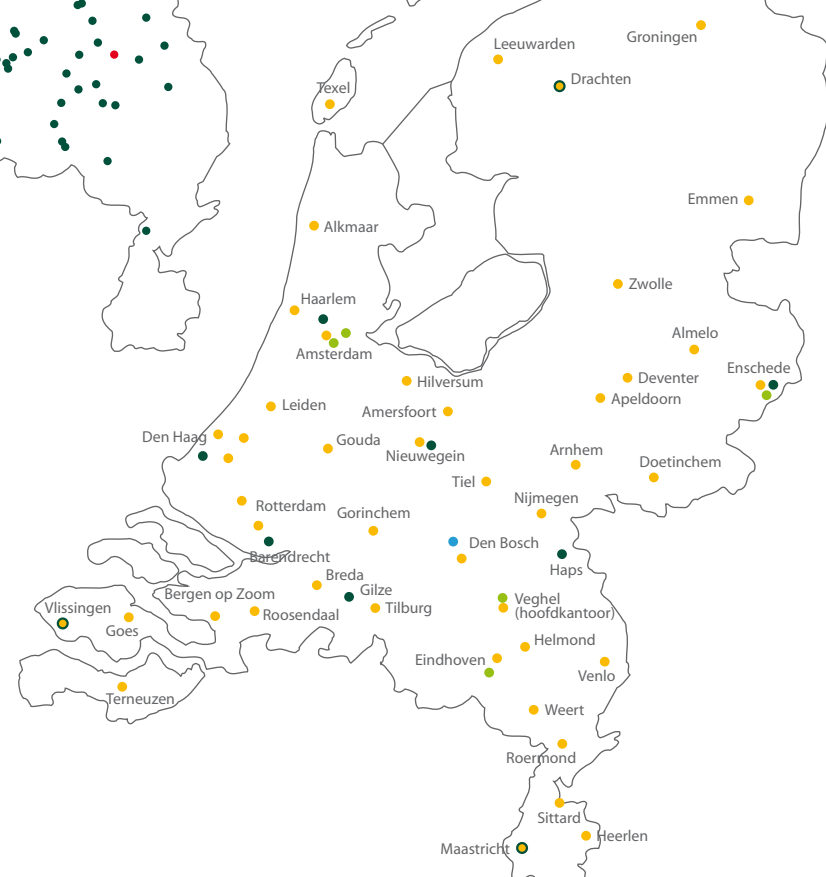 Groningen
Leeuwarden
Drachten
Texel
Emmen
Alkmaar
Zwolle
Haarlem
Almelo
Amsterdam
Enschede
Deventer
Hilversum
Apeldoorn
Leiden
Amersfoort
Den Haag
Gouda
Nieuwegein
Arnhem
Doetinchem
Tiel
Nijmegen
Rotterdam
Gorinchem
Den Bosch
Barendrecht
Haps
Breda
Gilze
Bergen op Zoom
Veghel
(hoofdkantoor)
Vlissingen
Tilburg
Roosendaal
Goes
Helmond
Eindhoven
Venlo
Terneuzen
Weert
Roermond
Sittard
Heerlen
Maastricht